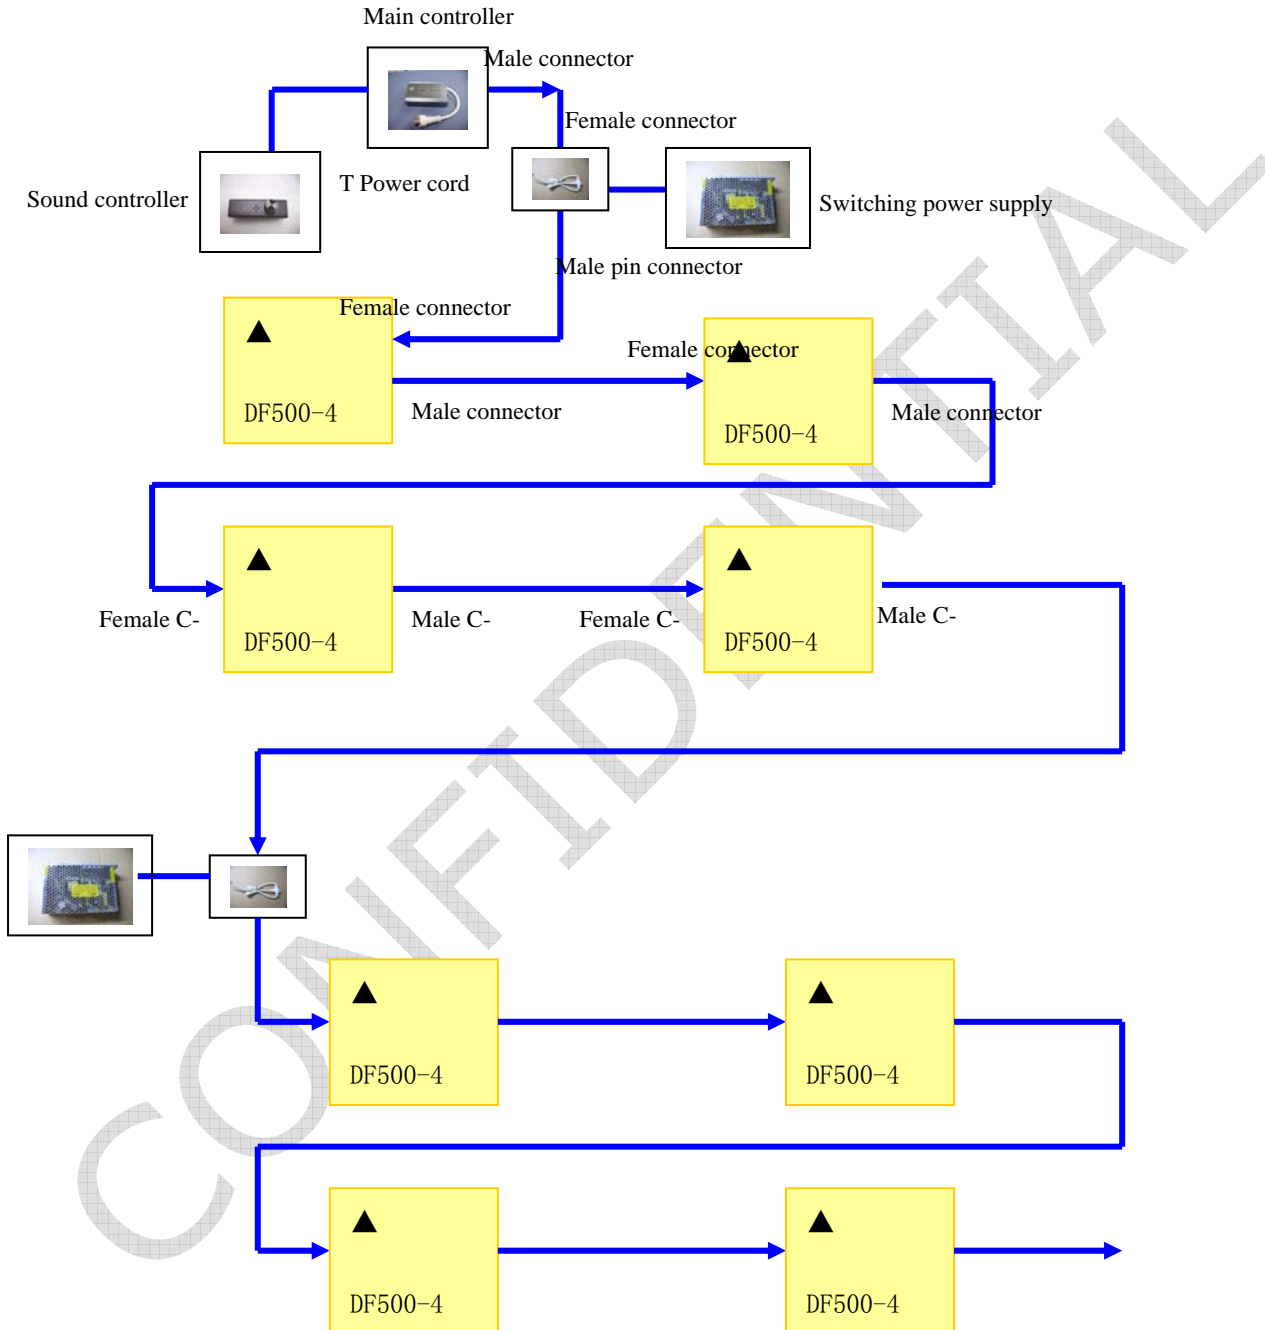 Main controller
Male connector
Female connector
T Power cord
Sound controller
Switching power supply
Male pin connector
Female connector
Female connector
DF500-4
Male connector
DF500-4
Male connector
Female C-
DF500-4
Male C-
Female C-
DF500-4
Male C-
DF500-4
DF500-4
DF500-4
DF500-4
CONFIDENTIAL